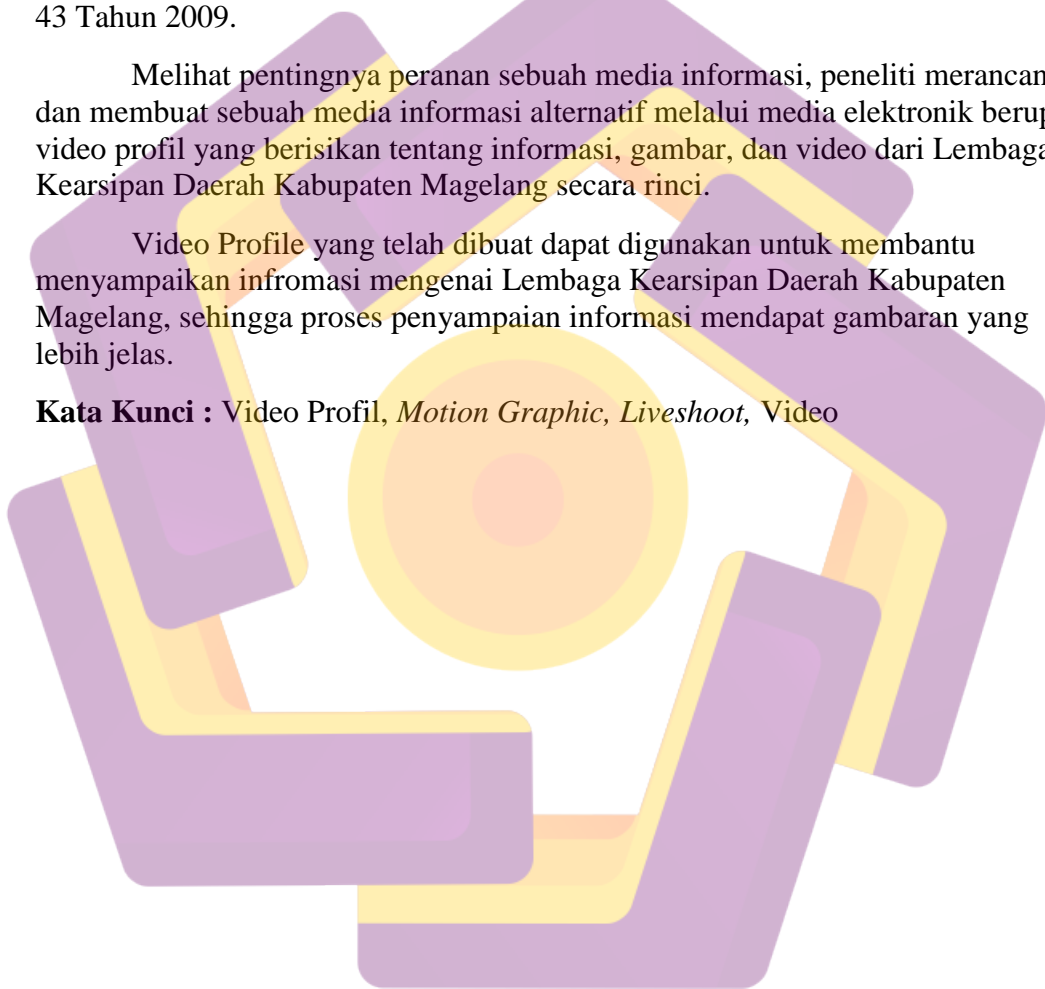 43 Tahun 2009.
Melihat pentingnya peranan sebuah media informasi, peneliti merancan
dan membuat sebuah media informasi alternatif melalui media elektronik berup
video profil yang berisikan tentang informasi, gambar, dan video dari Lembaga
Kearsipan Daerah Kabupaten Magelang secara rinci.
Video Profile yang telah dibuat dapat digunakan untuk membantu
menyampaikan infromasi mengenai Lembaga Kearsipan Daerah Kabupaten
Magelang, sehingga proses penyampaian informasi mendapat gambaran yang
lebih jelas.
Kata Kunci : Video Profil, Motion Graphic, Liveshoot, Video